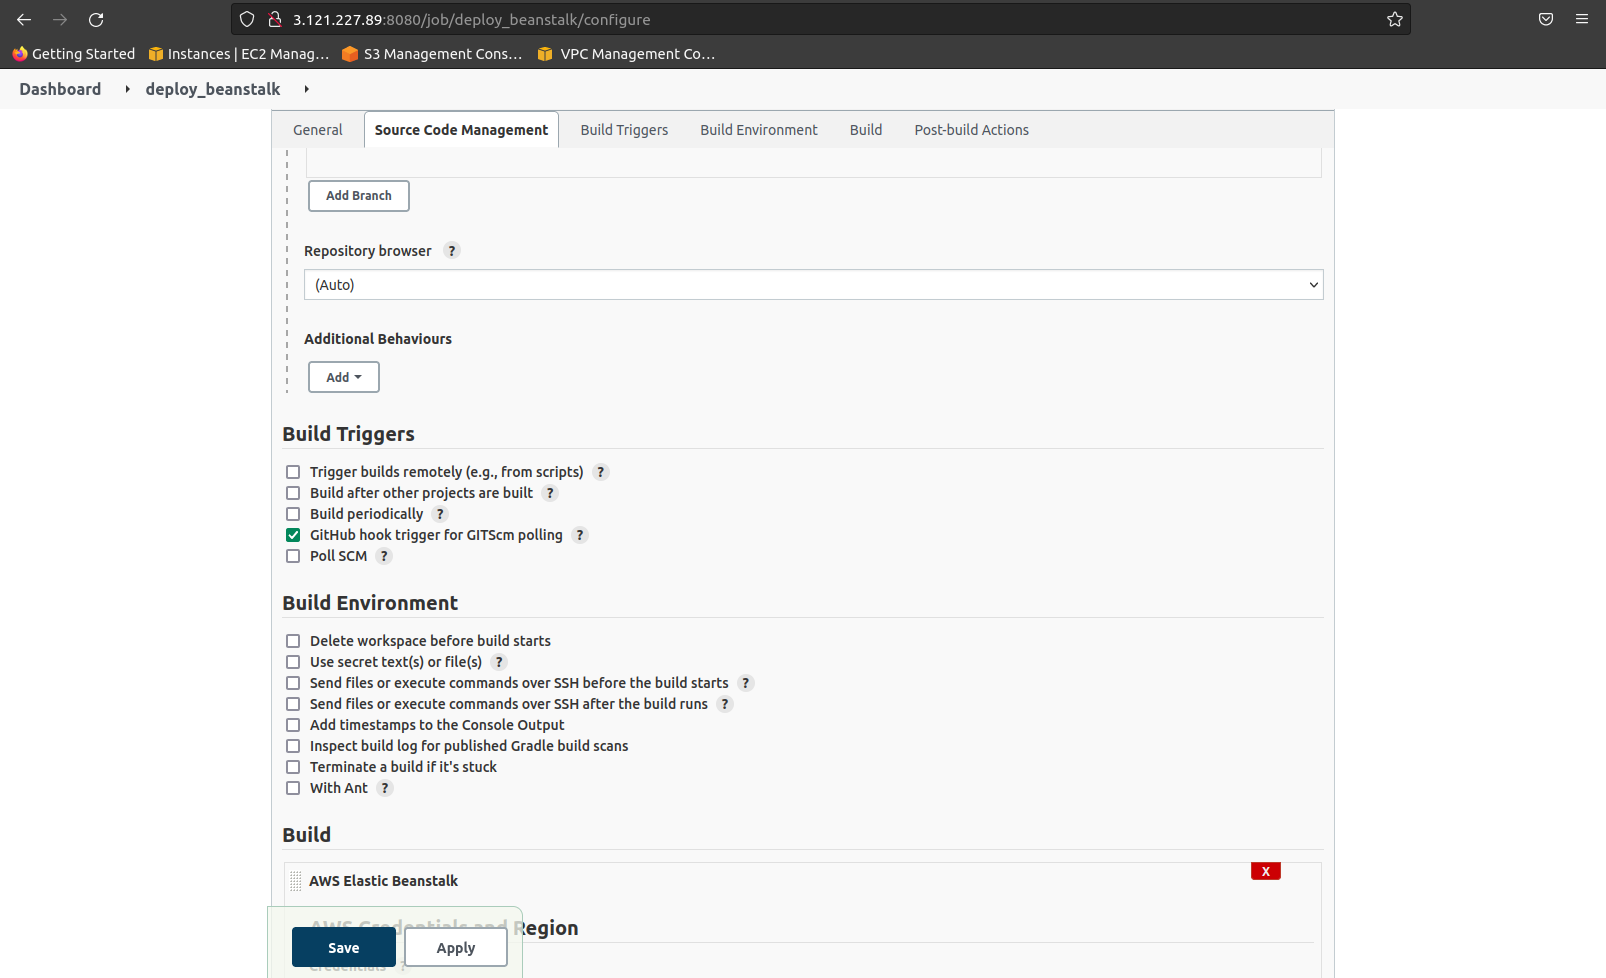 3.121.227.89:8080/job/deploy_beanstalk/configure
Getting Started Instances | EC2 Manag... S3 Management Cons... VPC Management Co...
Dashboard deploy_beanstalk
General Source Code Management Build Triggers Build Environment Build Post-build Actions
Add Branch
Repository browser ?
(Auto)
Additional Behaviours
Add
Build Triggers
Trigger builds remotely (e.g., from scripts) ?
Build after other projects are built ?
Build periodically ?
GitHub hook trigger for GITScm polling ?
Poll SCM ?
Build Environment
Delete workspace before build starts
Use secret text(s) or file(s) ?
Send files or execute commands over SSH before the build starts ?
Send files or execute commands over SSH after the build runs ?
Add timestamps to the Console Output
Inspect build log for published Gradle build scans
Terminate a build if it's stuck
With Ant ?
Build
AWS Elastic Beanstalk X
AWS Credentials and Region
Save Apply
Credentials ?